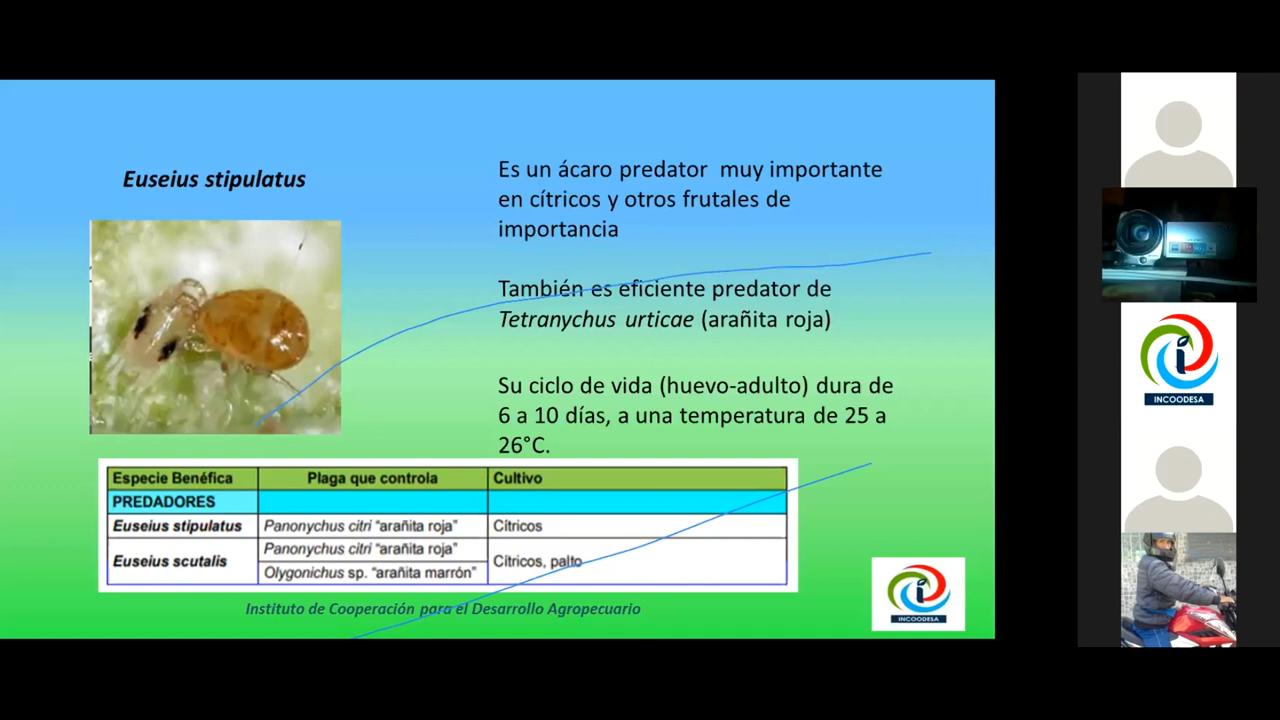 Euseius stipulatus
Es un ácaro predator muy importante
en cítricos y otros frutales de
importancia
También es eficiente predator de
Tetranychus urticae (arañita roja)
Su ciclo de vida (huevo-adulto) dura de
6 a 10 días, a una temperatura de 25 a
26°C.
Especie Benéfica Plaga que controla Cultivo
PREDADORES
Euseius stipulatus Panonychus citri "arañita roja" Cítricos
Euseius scutalis Panonychus citri "arañita roja" Cítricos, palto
Olygonichus sp. "arañita marrón"
Instituto de Cooperación para el Desarrollo Agropecuario
INCOODESA
INCOODESA